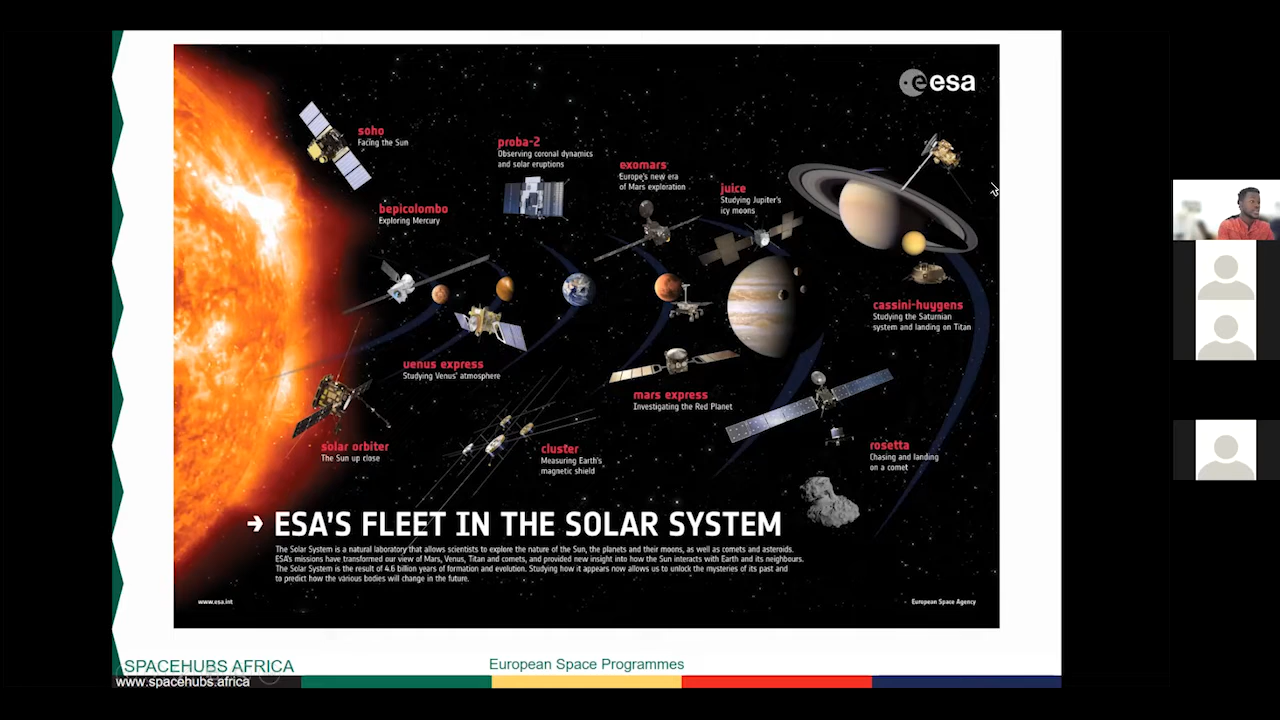 esa
soho
Facing the Sun
proba-2
Observing coronal dynamics
and solar eruptions
exomars
Europe's new era
of Mars exploration
juice
Studying Jupiter's
icy moons
bepicolombo
Exploring Mercury
cassini-huygens
Studying the Saturnian
system and landing on Titan
venus express
Studying Venus' atmosphere
mars express
Investigating the Red Planet
solar orbiter
The Sun up close
cluster
Measuring Earth's
magnetic shield
rosetta
Chasing and landing
on a comet
→ ESA'S FLEET IN THE SOLAR SYSTEM
The Solar System is a natural laboratory that allows scientists to explore the nature of the Sun, the planets and their moons, as well as comets and asteroids.
ESA's missions have transformed our view of Mars, Venus, Titan and comets, and provided new insight into how the Sun interacts with Earth and its neighbours.
The Solar System is the result of 4.6 billion years of formation and evolution. Studying how it appears now allows us to unlock the mysteries of its past and
to predict how the various bodies will change in the future.
www.esa.int
European Space Agency
SPACEHUBS AFRICA
European Space Programmes
www.spacehubs.africa